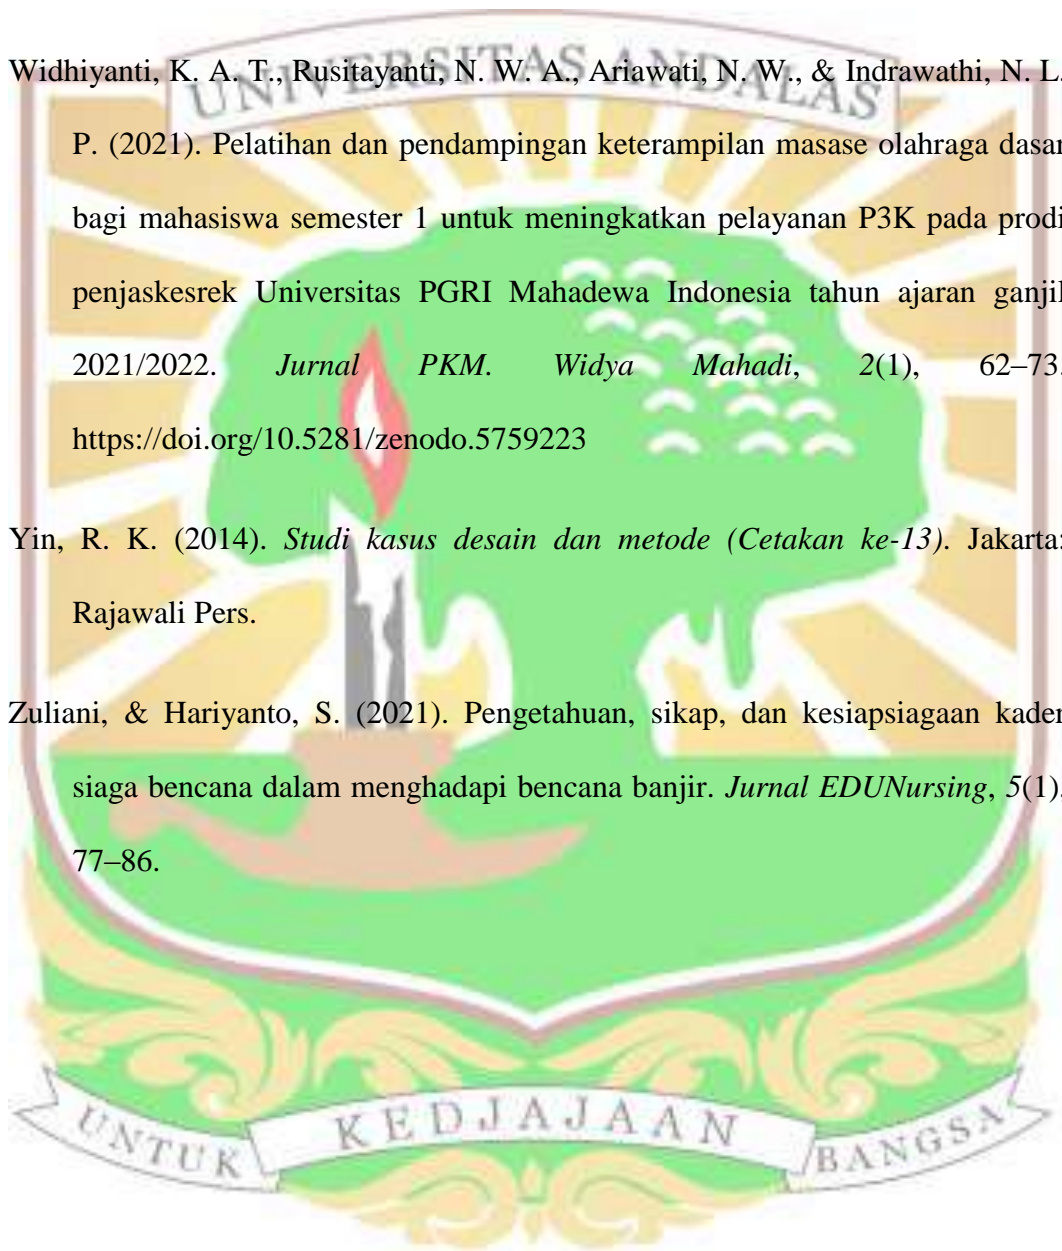 UNIVERSITAS ANDALAS
Widhiyanti, K. A. T., Rusitayanti, N. W. A., Ariawati, N. W., & Indrawathi, N. L.
P. (2021). Pelatihan dan pendampingan keterampilan masase olahraga dasar
bagi mahasiswa semester 1 untuk meningkatkan pelayanan P3K pada prodi
penjaskesrek Universitas PGRI Mahadewa Indonesia tahun ajaran ganjil
2021/2022. Jurnal PKM. Widya Mahadi, 2(1), 62–73.
https://doi.org/10.5281/zenodo.5759223
Yin, R. K. (2014). Studi kasus desain dan metode (Cetakan ke-13). Jakarta:
Rajawali Pers.
Zuliani, & Hariyanto, S. (2021). Pengetahuan, sikap, dan kesiapsiagaan kader
siaga bencana dalam menghadapi bencana banjir. Jurnal EDUNursing, 5(1),
77–86.
UNTUK KEDJAJAAN BANGSA